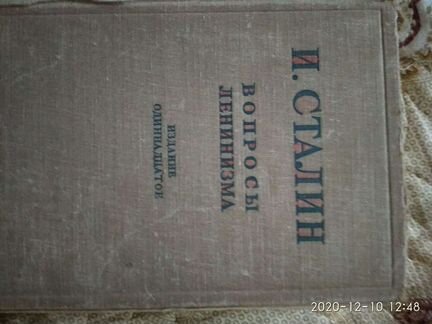 И. СТАЛИН
ВОПРОСЫ
ЛЕНИНИЗМА
ИЗДАНИЕ
ОДИННАДЦАТОЕ
2020-12-10 12:48